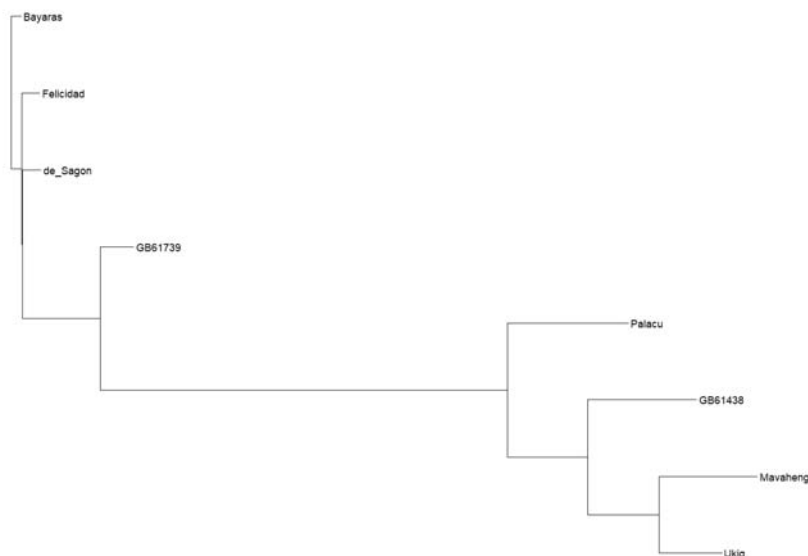 Bayaras
Felicidad
de_Sagon
GB61739
Palacu
GB61438
Mavaheng
Ukiq